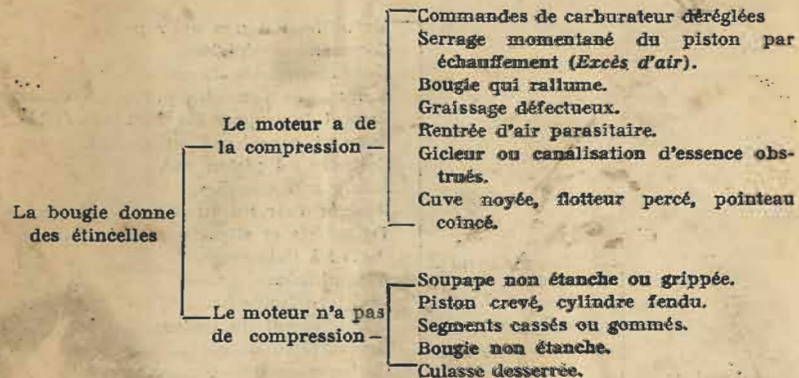 La bougie donne
des étincelles
Le moteur a de
la compression
Commandes de carburateur déréglées
Serrage momentané du piston par
échauffement (Excès d'air).
Bougie qui rallume.
Graissage défectueux.
Rentrée d'air parasitaire.
Gicleur ou canalisation d'essence obs-
trués.
Cuve noyée, flotteur percé, pointeau
coincé.
Le moteur n'a pas
de compression
Soupape non étanche ou grippée.
Piston crevé, cylindre fendu.
Segments cassés ou gommés.
Bougie non étanche.
Culasse desserrée.